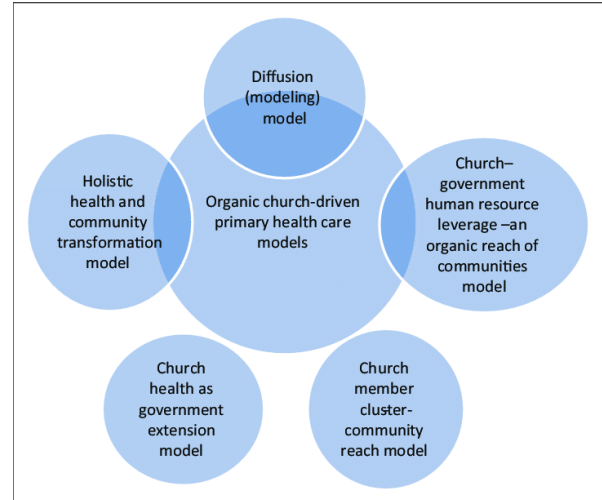 Diffusion
(modeling)
model
Holistic
health and
community
transformation
model
Organic church-driven
primary health care
models
Church–
government
human resource
leverage –an
organic reach of
communities
model
Church
health as
government
extension
model
Church
member
cluster-
community
reach model